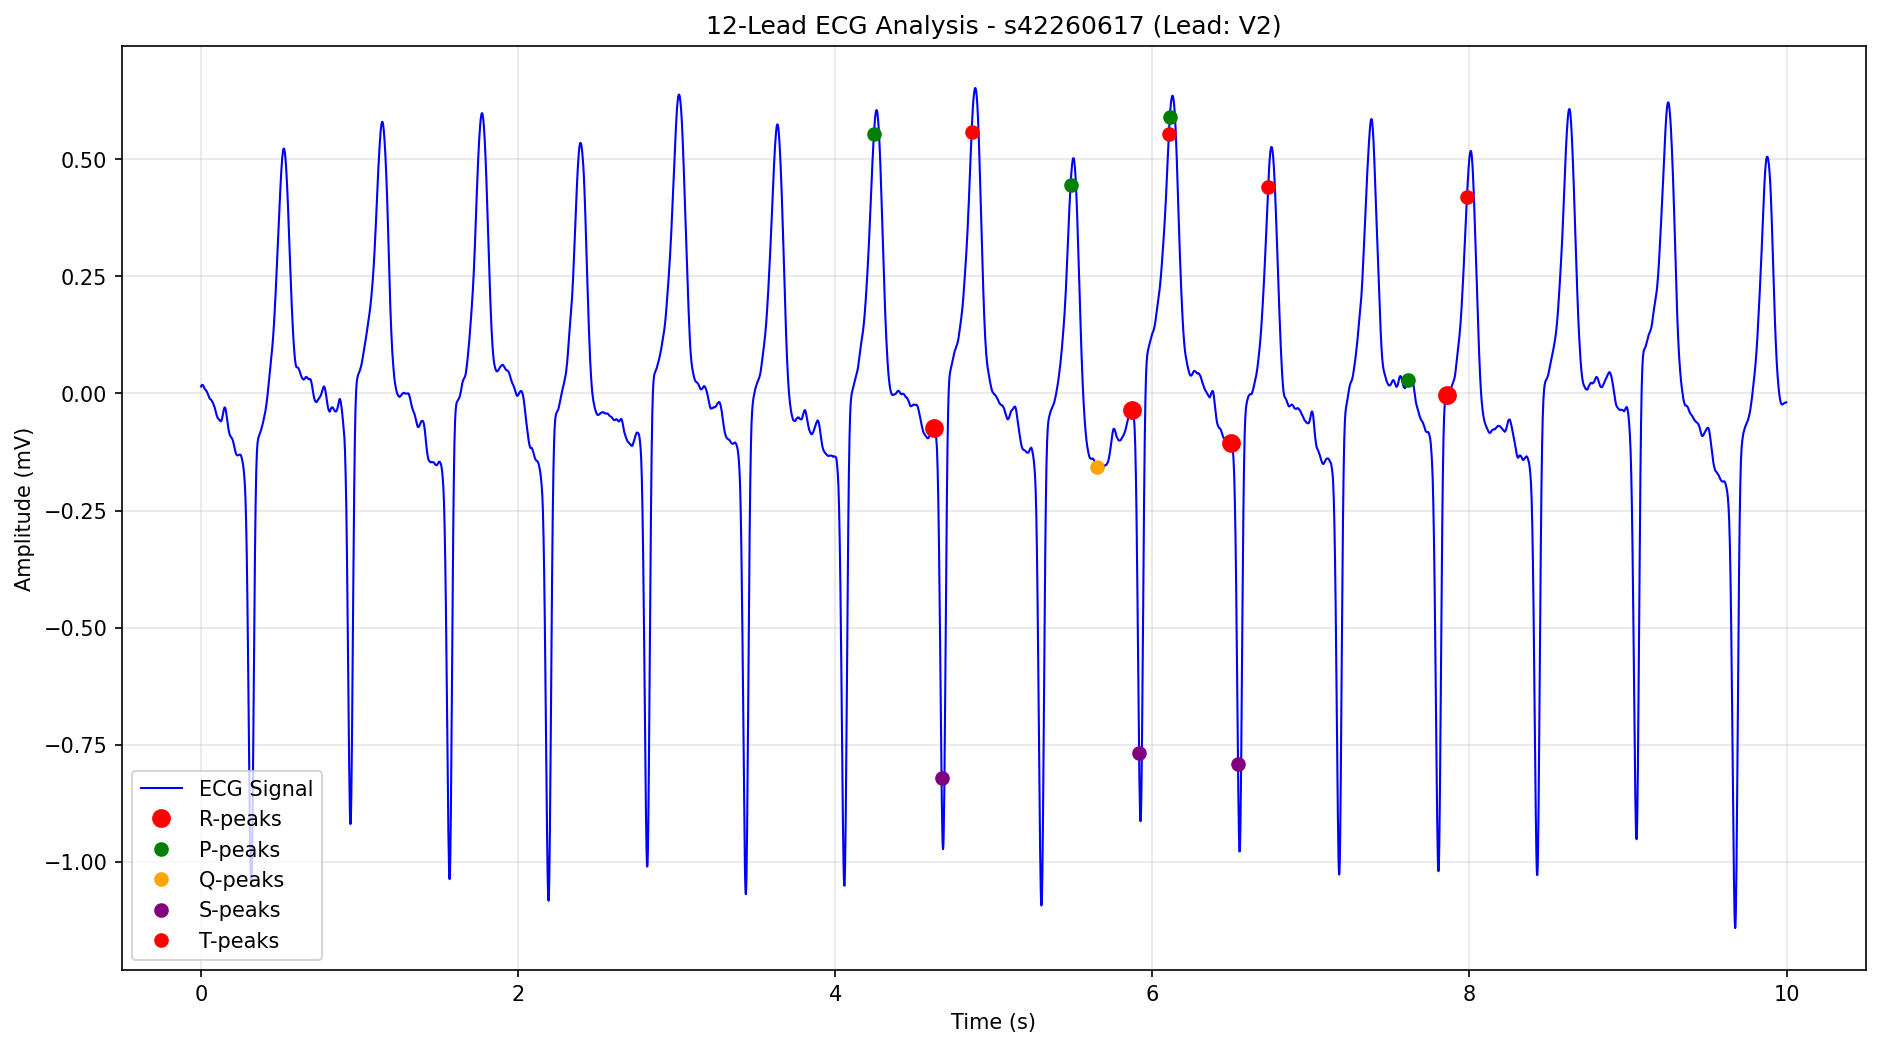 12-Lead ECG Analysis - s42260617 (Lead: V2)
Amplitude (mV)
0.50
0.25
0.00
−0.25
−0.50
−0.75
−1.00
ECG Signal
R-peaks
P-peaks
Q-peaks
S-peaks
T-peaks
0 2 4 6 8 10
Time (s)